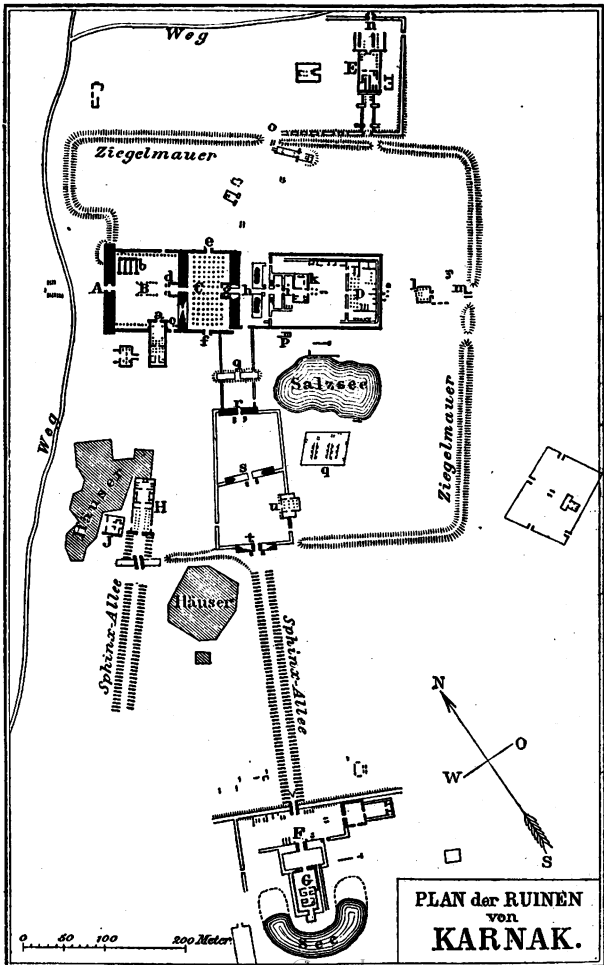 Weg
n
E
o
Ziegelmauer
e
b
d
A
B
C
g
h
k
D
l
m
a
c
f
p
q
Salzsee
r
Weg
Ziegelmauer
s
q
Häuser
H
J
u
t
Häuser
Sphinx-Allee
Sphinx-Allee
N
O
W
S
F
G
See
0 50 100 200 Meter.
PLAN der RUINEN
von
KARNAK.